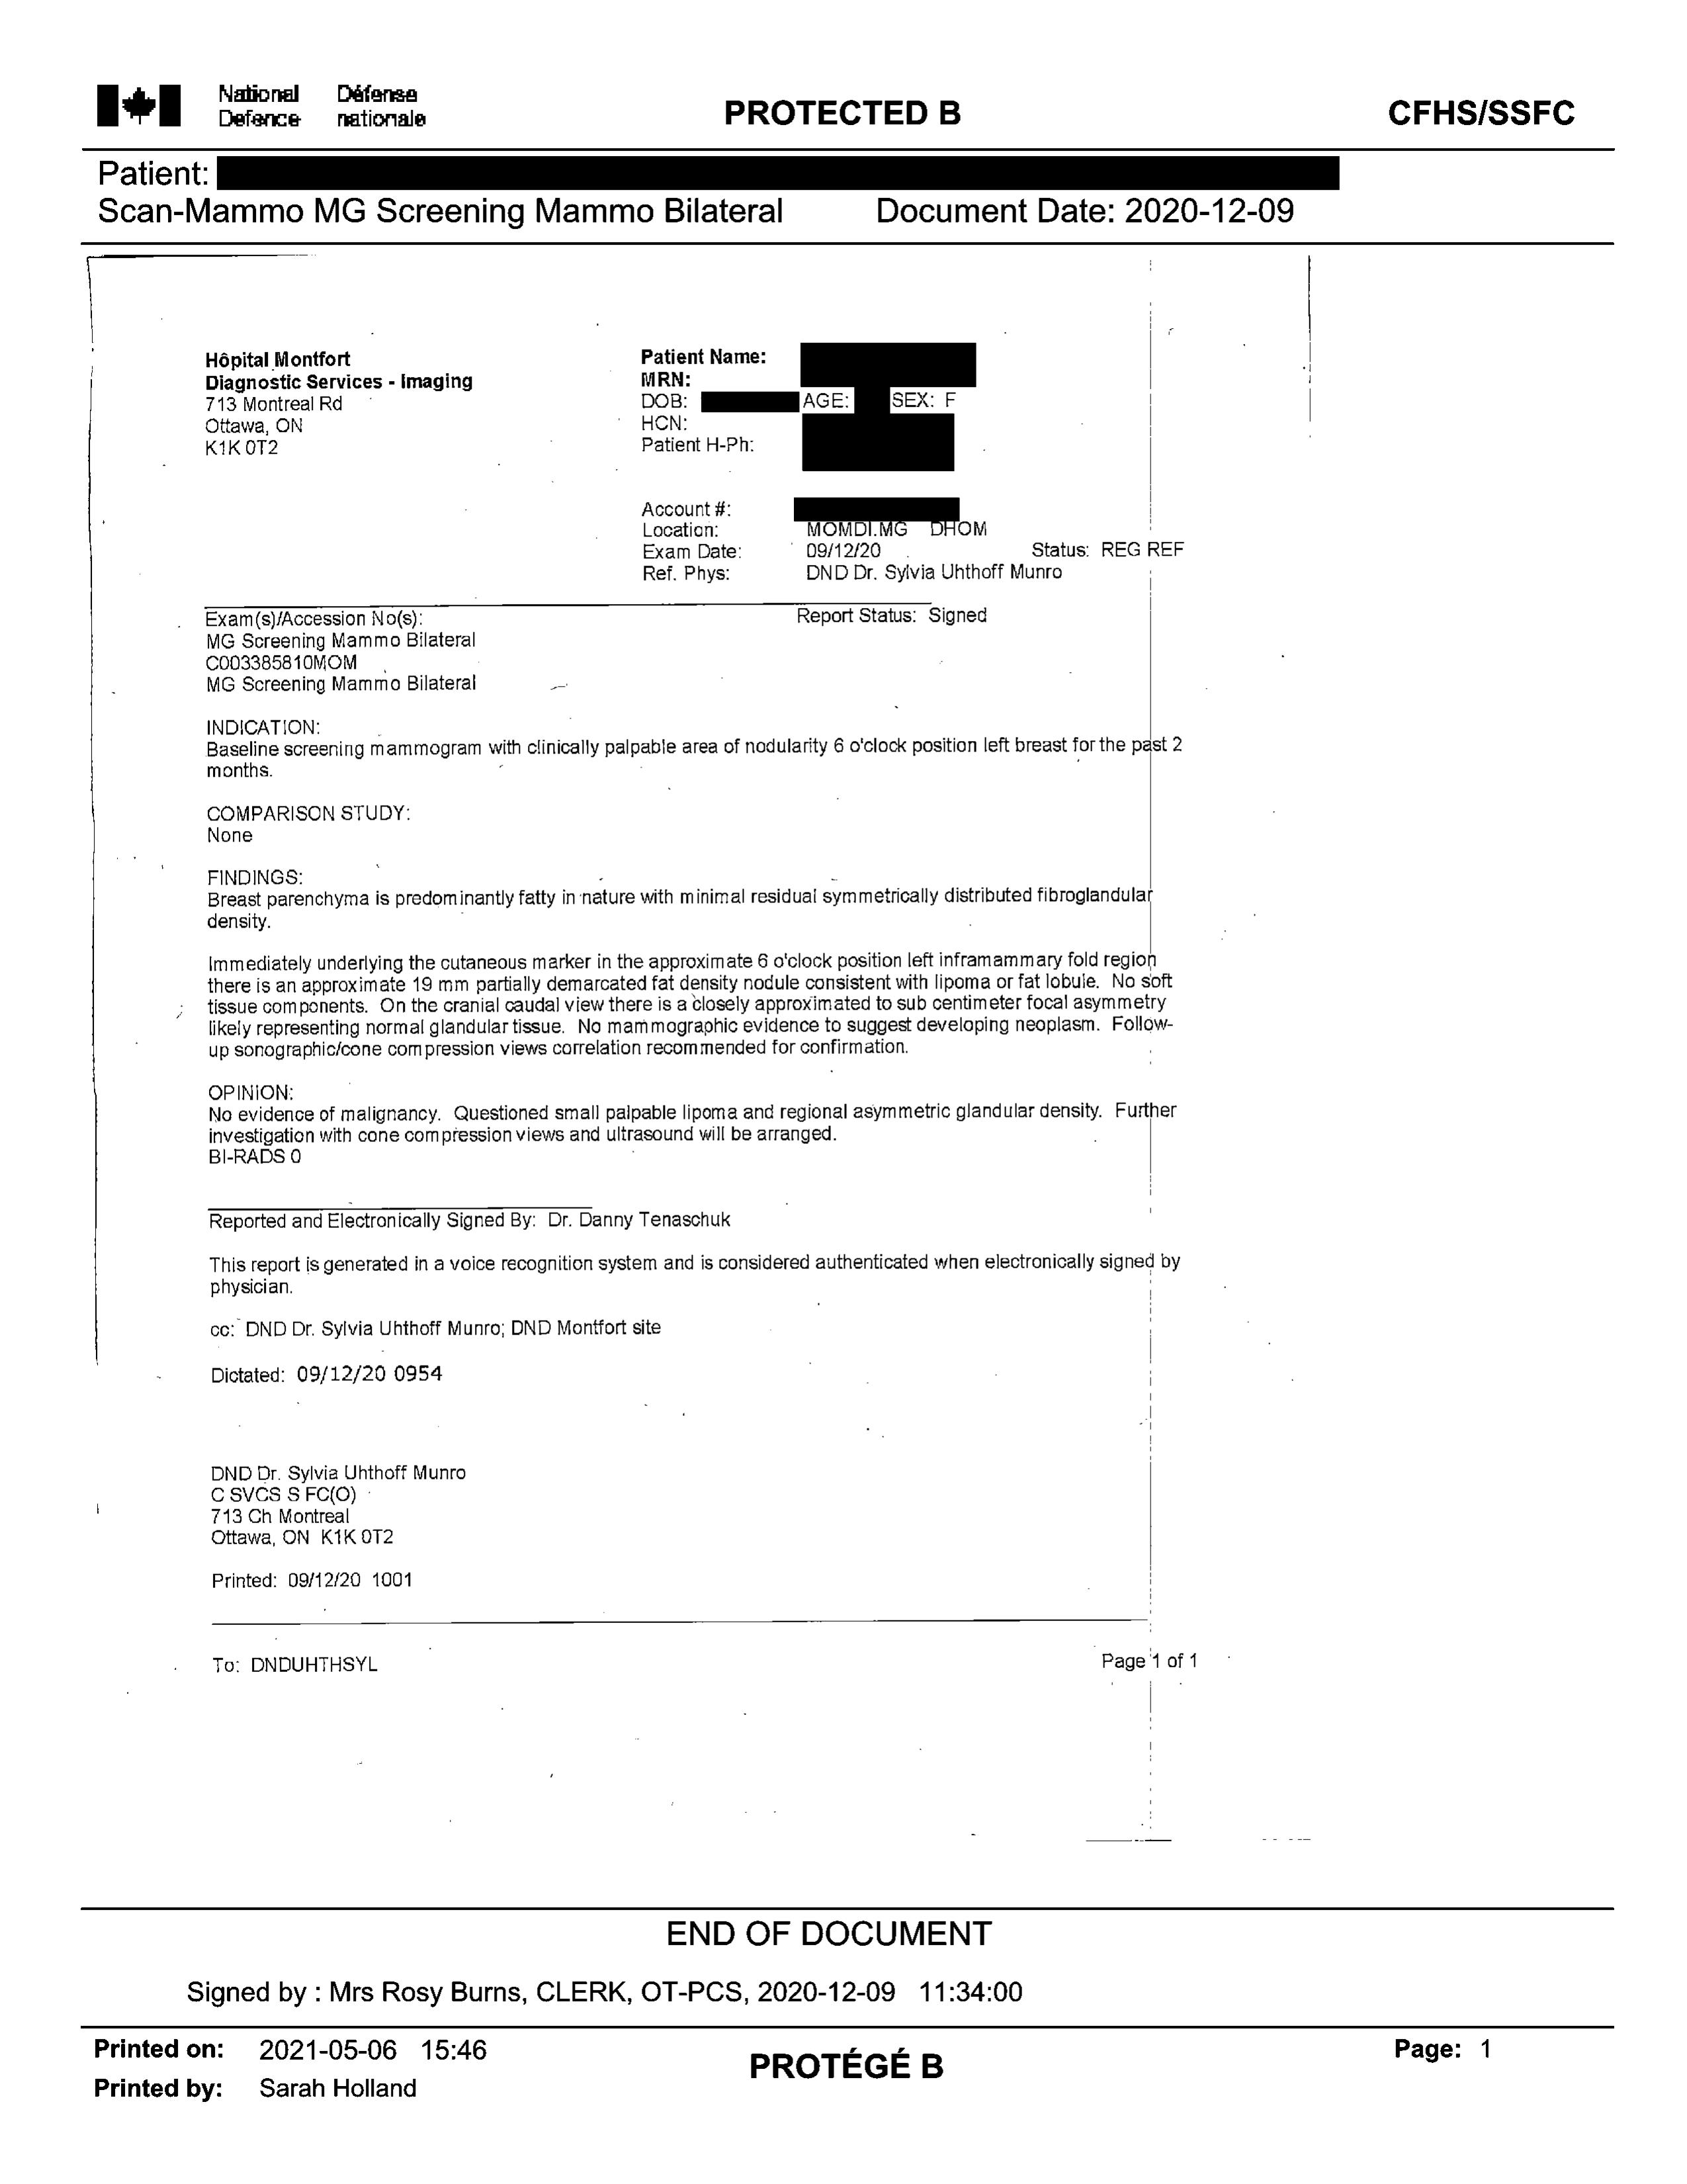 National Défense
Defence nationale
PROTECTED B
CFHS/SSFC
Patient:
Scan-Mammo MG Screening Mammo Bilateral Document Date: 2020-12-09
Hôpital Montfort
Diagnostic Services - Imaging
713 Montreal Rd
Ottawa, ON
K1K 0T2
Patient Name:
MRN:
DOB: AGE: SEX: F
HCN:
Patient H-Ph:
Account #:
Location: MOMDI.MG DHOM
Exam Date: 09/12/20 Status: REG REF
Ref. Phys: DND Dr. Sylvia Uhthoff Munro
Exam(s)/Accession No(s): Report Status: Signed
MG Screening Mammo Bilateral
C003385810MOM
MG Screening Mammo Bilateral
INDICATION:
Baseline screening mammogram with clinically palpable area of nodularity 6 o'clock position left breast for the past 2
months.
COMPARISON STUDY:
None
FINDINGS:
Breast parenchyma is predominantly fatty in nature with minimal residual symmetrically distributed fibroglandular
density.
Immediately underlying the cutaneous marker in the approximate 6 o'clock position left inframammary fold region
there is an approximate 19 mm partially demarcated fat density nodule consistent with lipoma or fat lobule. No soft
tissue components. On the cranial caudal view there is a closely approximated to sub centimeter focal asymmetry
likely representing normal glandular tissue. No mammographic evidence to suggest developing neoplasm. Follow-
up sonographic/cone compression views correlation recommended for confirmation.
OPINION:
No evidence of malignancy. Questioned small palpable lipoma and regional asymmetric glandular density. Further
investigation with cone compression views and ultrasound will be arranged.
BI-RADS 0
Reported and Electronically Signed By: Dr. Danny Tenaschuk
This report is generated in a voice recognition system and is considered authenticated when electronically signed by
physician.
cc: DND Dr. Sylvia Uhthoff Munro; DND Montfort site
Dictated: 09/12/20 0954
DND Dr. Sylvia Uhthoff Munro
C SVCS S FC(O)
713 Ch Montreal
Ottawa, ON K1K 0T2
Printed: 09/12/20 1001
To: DNDUHTHSYL Page 1 of 1
END OF DOCUMENT
Signed by : Mrs Rosy Burns, CLERK, OT-PCS, 2020-12-09 11:34:00
Printed on: 2021-05-06 15:46
PROTÉGÉ B
Page: 1
Printed by: Sarah Holland